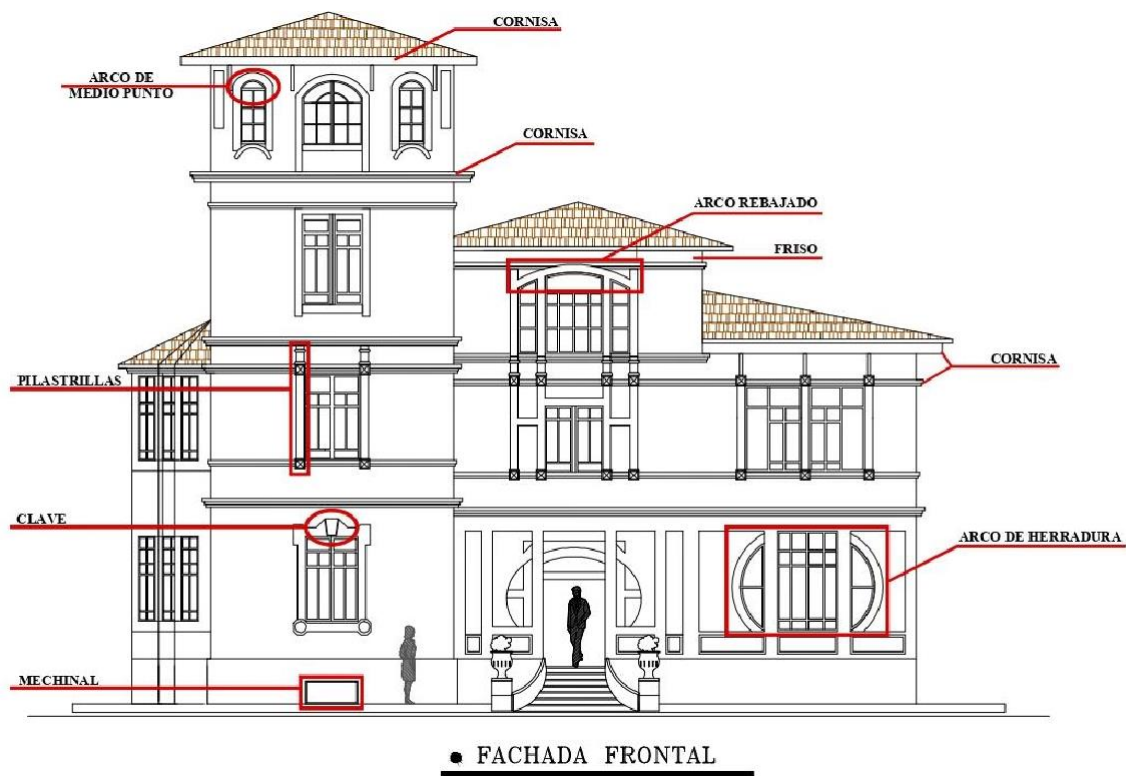 CORNISA
ARCO DE
MEDIO PUNTO
CORNISA
ARCO REBAJADO
FRISO
CORNISA
PILASTRILLAS
CLAVE
ARCO DE HERRADURA
MECHINAL
• FACHADA FRONTAL